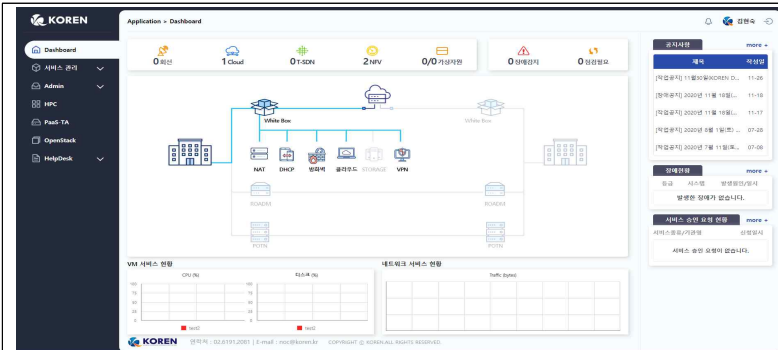 KOREN
Application > Dashboard
김현숙
Dashboard
서비스 관리
Admin
HPC
PaaS-TA
OpenStack
HelpDesk
0 회선
1 Cloud
0 T-SDN
2 NFV
0/0 가상자원
0 장애감지
0 점검필요
White Box
White Box
NAT
DHCP
방화벽
클라우드
STORAGE
VPN
ROADM
ROADM
POTN
POTN
VM 서비스 현황
CPU (%)
디스크 (%)
test2
test2
네트워크 서비스 현황
Traffic (bytes)
공지사항
more +
제목
작성일
[작업공지] 11월30일KOREN D...
11-26
[장애공지] 2020년 11월 18일(...
11-18
[작업공지] 2020년 11월 18일(...
11-17
[작업공지] 2020년 8월 1일(토) ...
07-28
[작업공지] 2020년 7월 11일(토...
07-08
장애현황
more +
등급
시스템
발생원인/일시
발생한 장애가 없습니다.
서비스 승인 요청 현황
more +
서비스종류/기관명
신청일시
서비스 승인 요청이 없습니다.
KOREN
연락처 : 02.6191.2061 | E-mail : noc@koren.kr
COPYRIGHT ⓒ KOREN.ALL RIGHTS RESERVED.